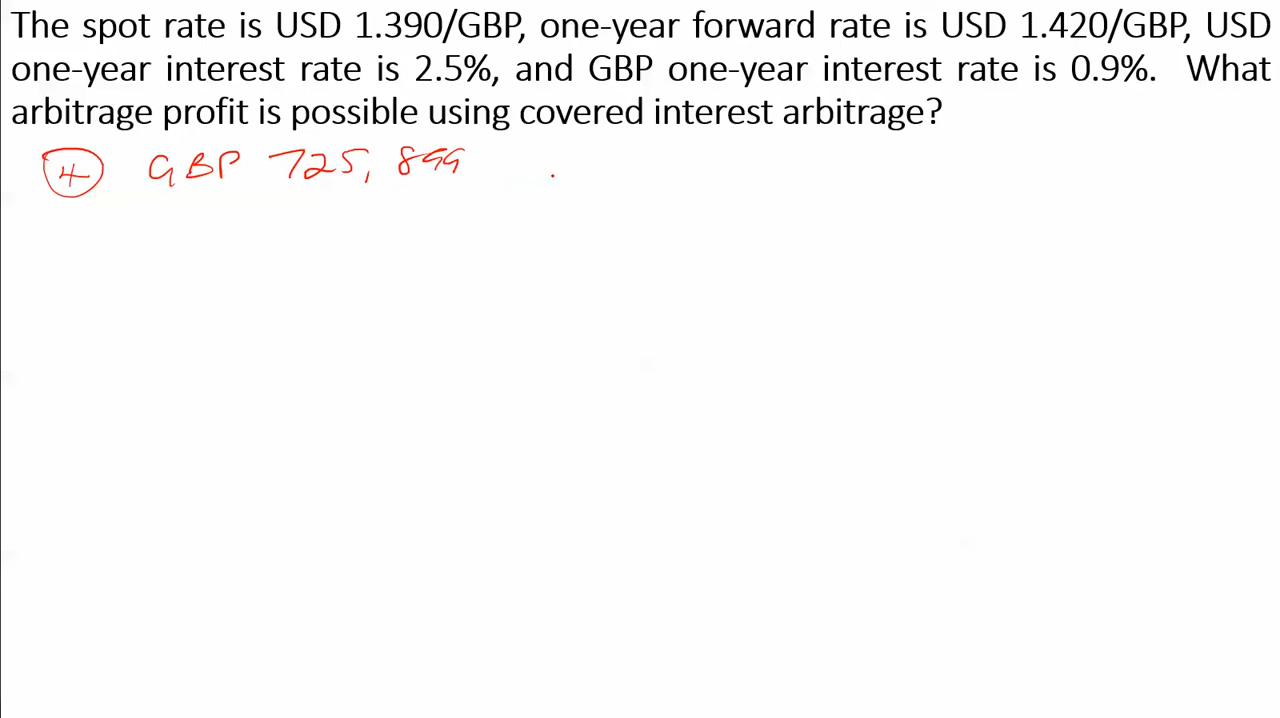 The spot rate is USD 1.390/GBP, one-year forward rate is USD 1.420/GBP, USD
one-year interest rate is 2.5%, and GBP one-year interest rate is 0.9%. What
arbitrage profit is possible using covered interest arbitrage?
4 GBP 725,899 .